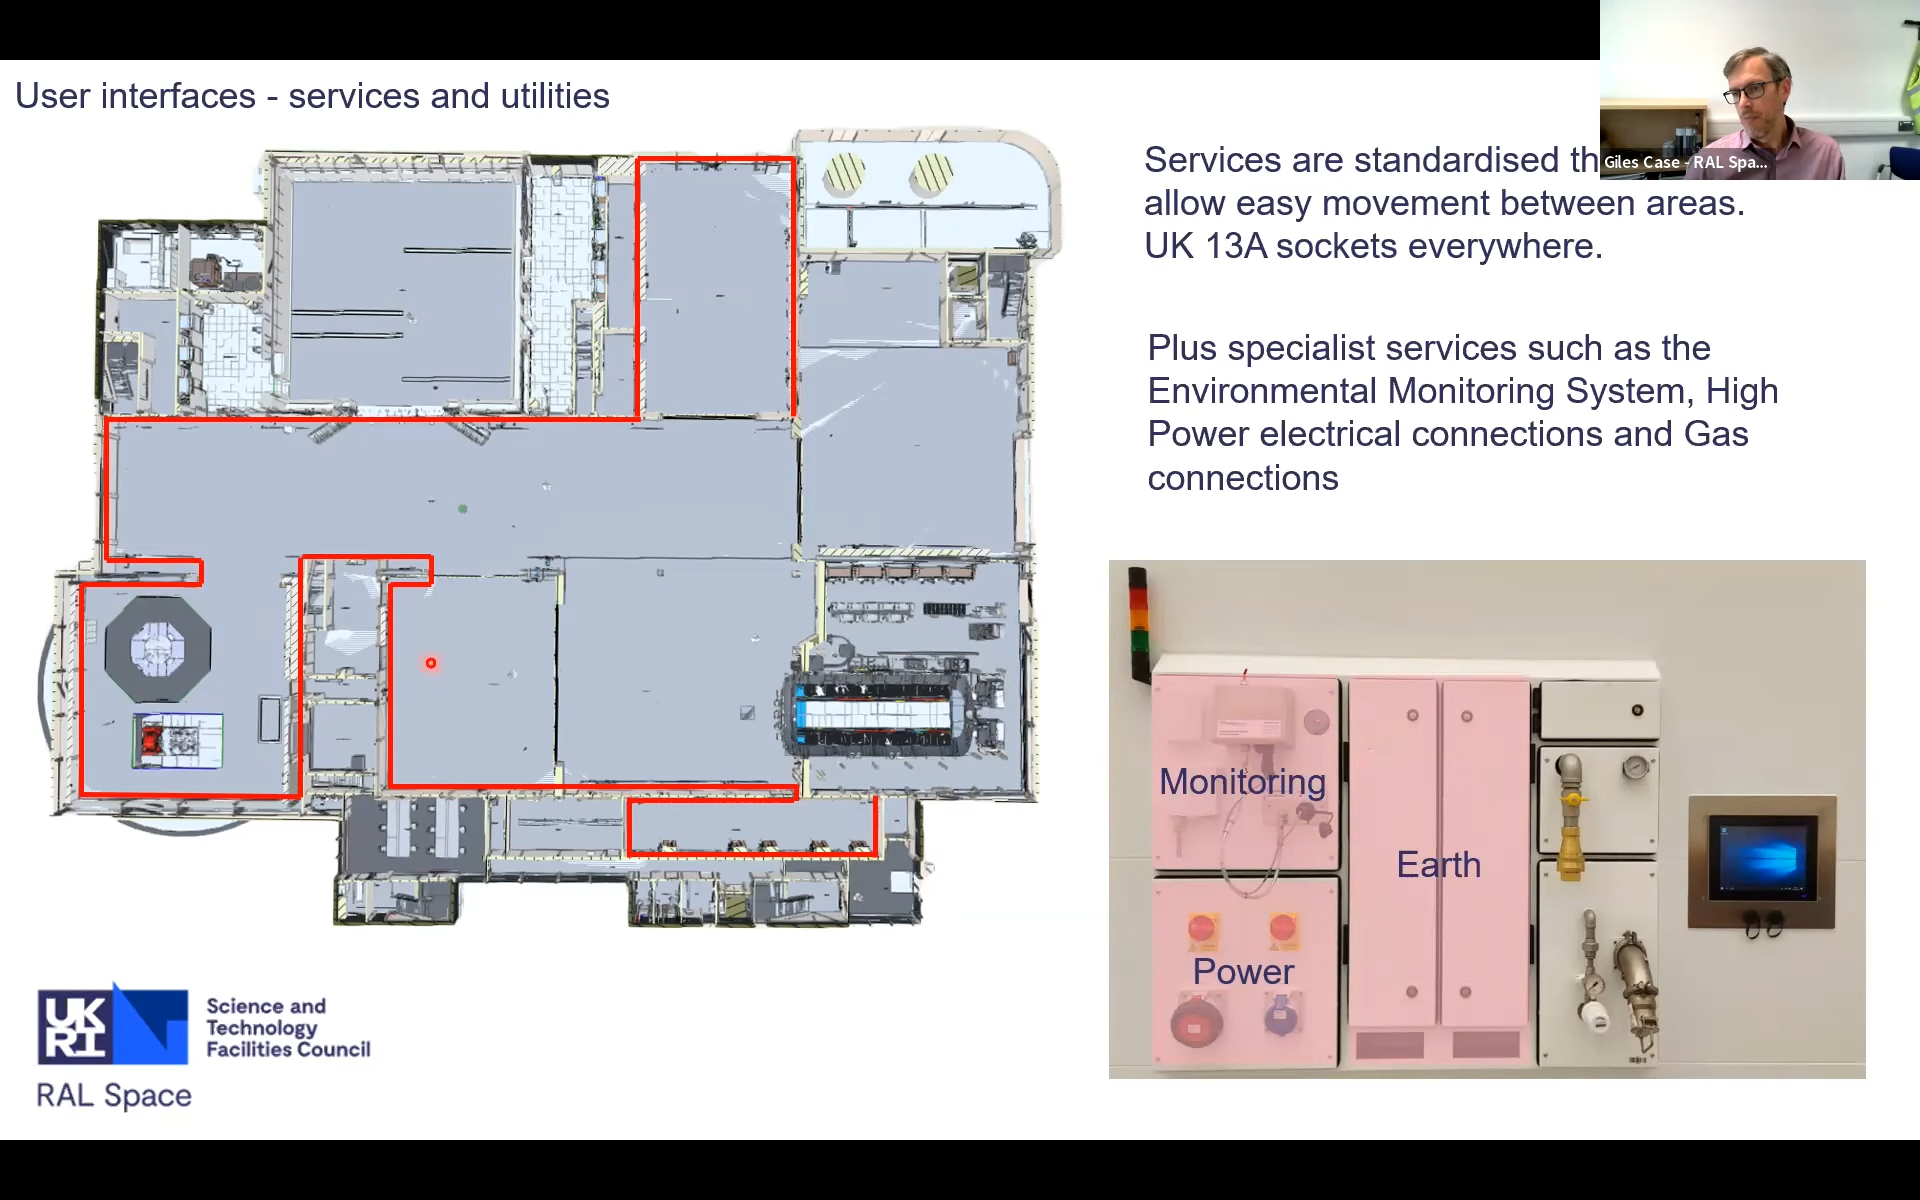 User interfaces - services and utilities
Services are standardised th
allow easy movement between areas.
UK 13A sockets everywhere.
Giles Case - RAL Spa...
Plus specialist services such as the
Environmental Monitoring System, High
Power electrical connections and Gas
connections
Monitoring
Earth
Power
UK
RI
Science and
Technology
Facilities Council
RAL Space